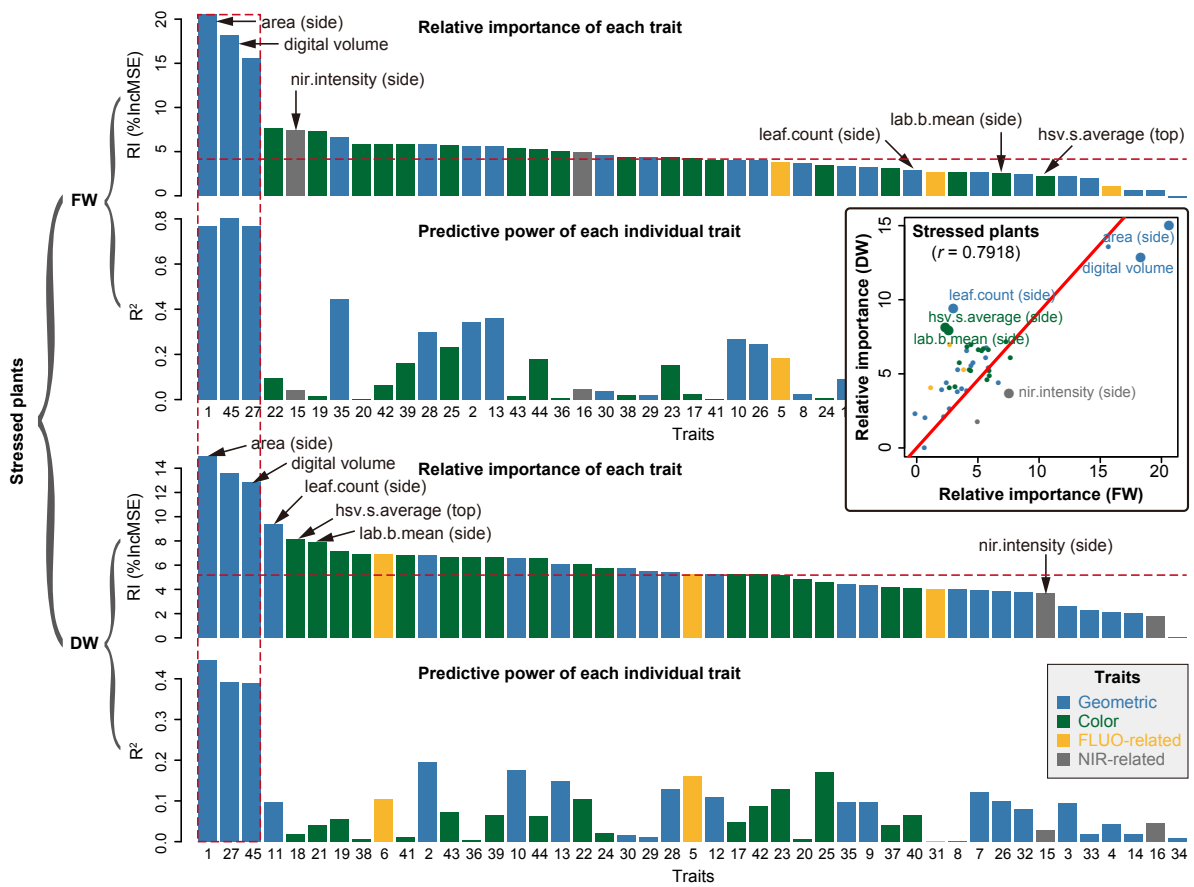 Stressed plants
FW
DW
Relative importance of each trait
RI (%IncMSE)
20
15
10
5
0
area (side)
digital volume
nir.intensity (side)
leaf.count (side)
lab.b.mean (side)
hsv.s.average (top)
Predictive power of each individual trait
R²
0.8
0.6
0.4
0.2
0.0
1 45 27 22 15 19 35 20 42 39 28 25 2 13 43 44 36 16 30 38 29 23 17 41 10 26 5 8 24
Traits
Stressed plants
(r = 0.7918)
Relative importance (DW)
15
10
5
0
area (side)
digital volume
leaf.count (side)
hsv.s.average (side)
lab.b.mean (side)
nir.intensity (side)
0 5 10 15 20
Relative importance (FW)
Relative importance of each trait
RI (%IncMSE)
14
12
10
8
6
4
2
0
area (side)
digital volume
leaf.count (side)
hsv.s.average (top)
lab.b.mean (side)
nir.intensity (side)
Predictive power of each individual trait
R²
0.4
0.3
0.2
0.1
0.0
1 27 45 11 18 21 19 38 6 41 2 43 36 39 10 44 13 22 24 30 29 28 5 12 17 42 23 20 25 35 9 37 40 31 8 7 26 32 15 3 33 4 14 16 34
Traits
Traits
Geometric
Color
FLUO-related
NIR-related